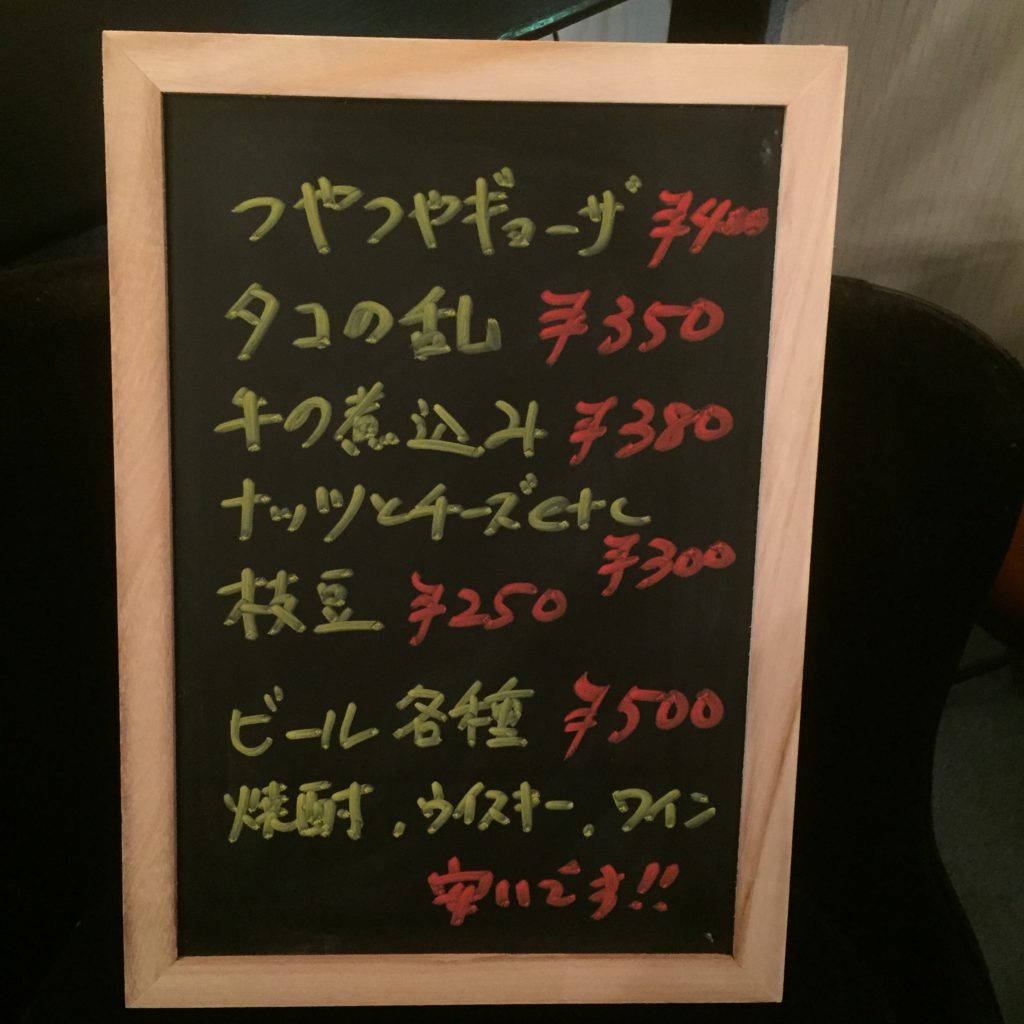 つやつやギョーザ ¥400
タコの乱 ¥350
牛の煮込み ¥380
ナッツとチーズetc
¥300
枝豆 ¥250
ビール各種 ¥500
焼酎、ウイスキー、ワイン
安いです!!